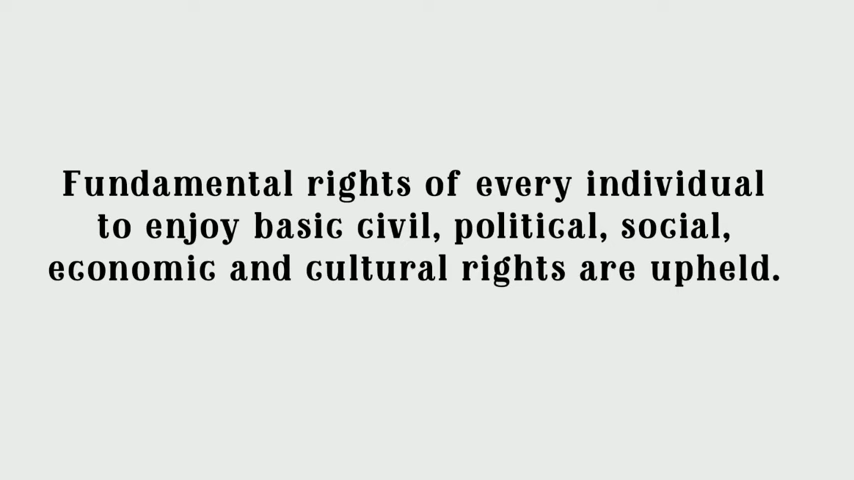 Fundamental rights of every individual
to enjoy basic civil, political, social,
economic and cultural rights are upheld.